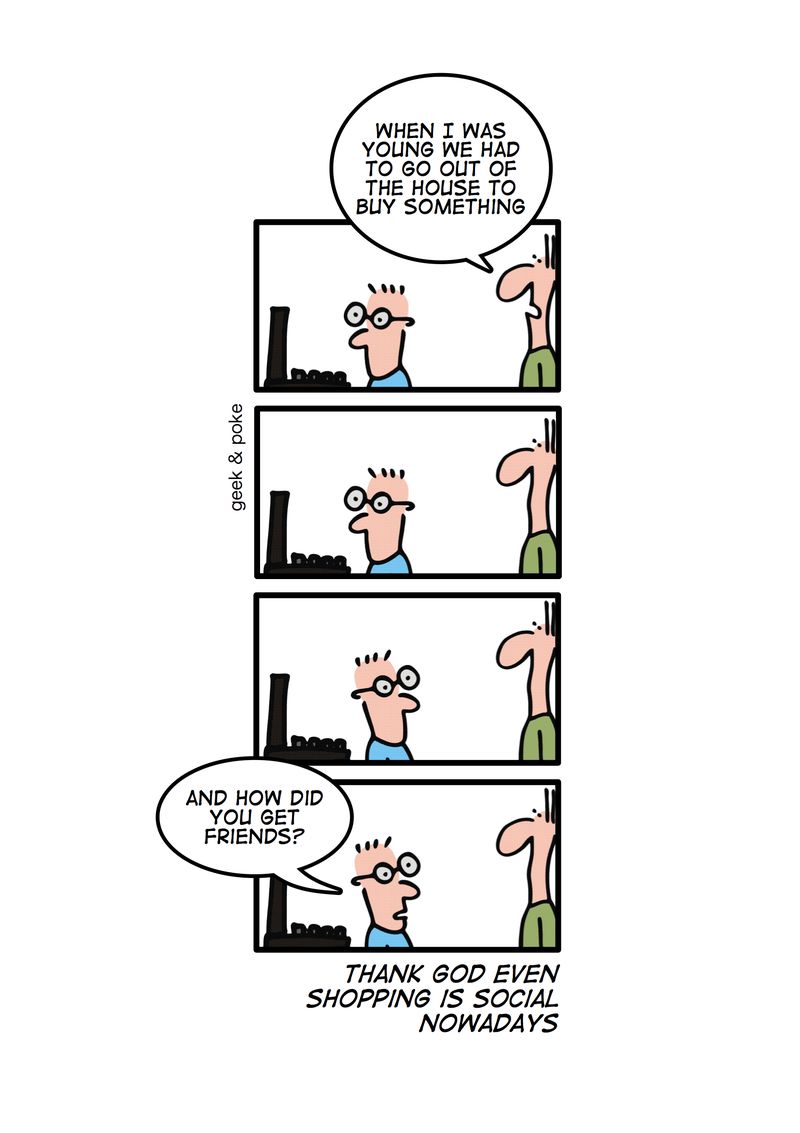 WHEN I WAS
YOUNG WE HAD
TO GO OUT OF
THE HOUSE TO
BUY SOMETHING
geek & poke
AND HOW DID
YOU GET
FRIENDS?
THANK GOD EVEN
SHOPPING IS SOCIAL
NOWADAYS